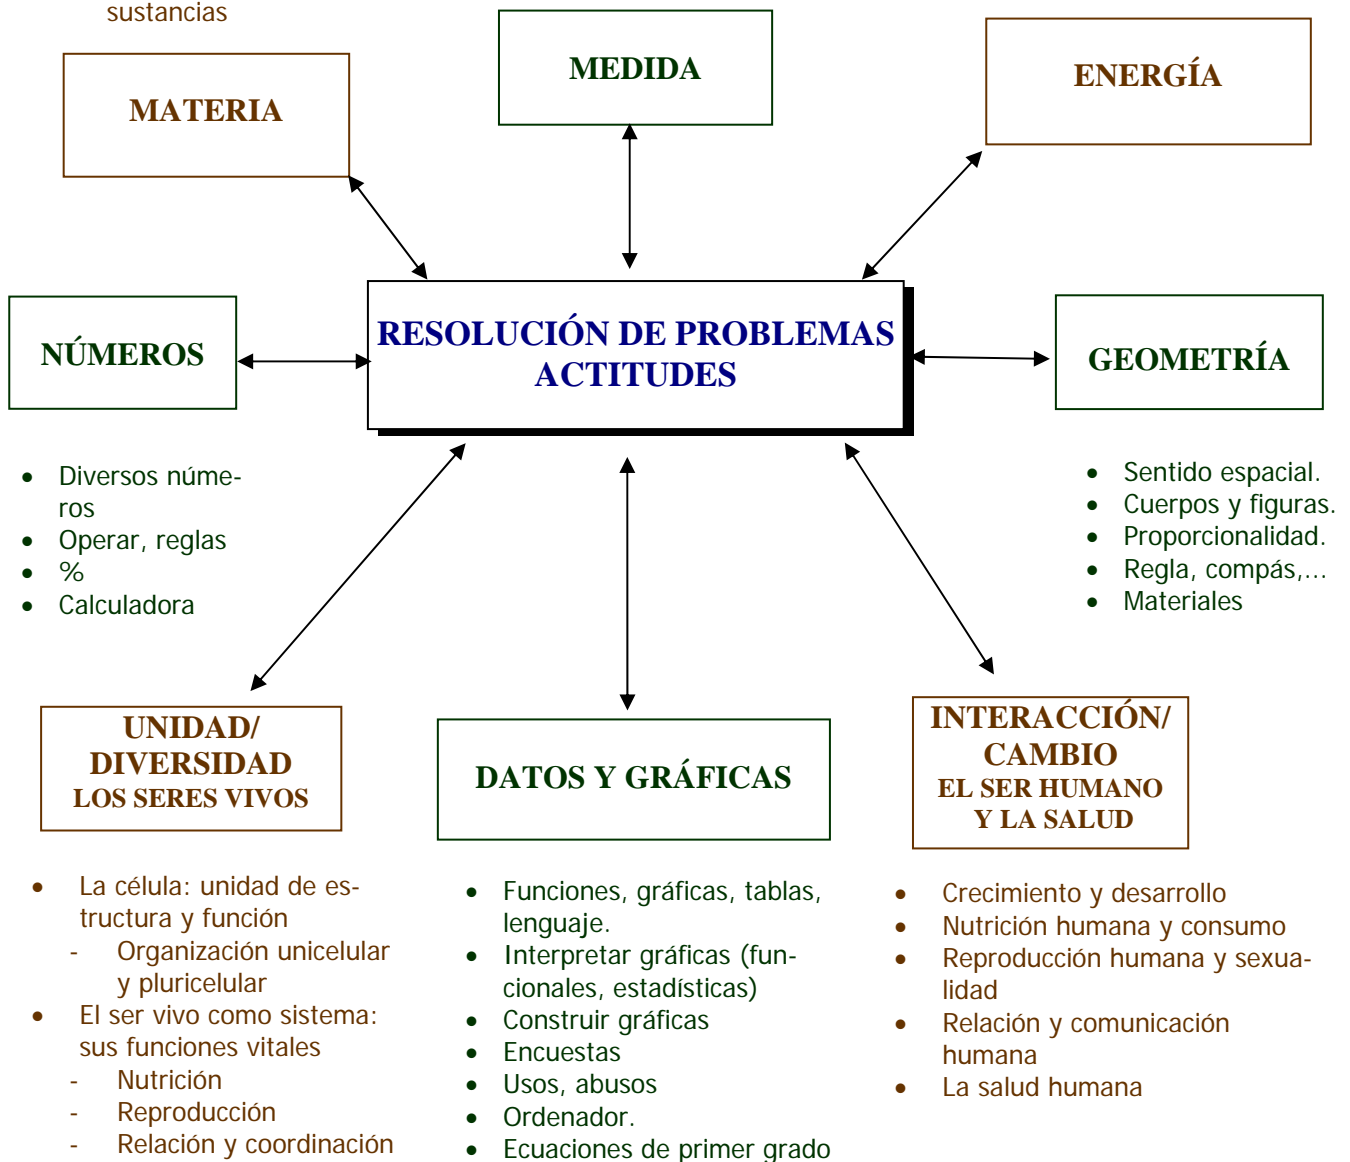 sustancias
MATERIA
MEDIDA
ENERGÍA
NÚMEROS
RESOLUCIÓN DE PROBLEMAS
ACTITUDES
GEOMETRÍA
• Diversos núme-
ros
• Operar, reglas
• %
• Calculadora
• Sentido espacial.
• Cuerpos y figuras.
• Proporcionalidad.
• Regla, compás,...
• Materiales
UNIDAD/
DIVERSIDAD
LOS SERES VIVOS
DATOS Y GRÁFICAS
INTERACCIÓN/
CAMBIO
EL SER HUMANO
Y LA SALUD
• La célula: unidad de es-
tructura y función
- Organización unicelular
y pluricelular
• El ser vivo como sistema:
sus funciones vitales
- Nutrición
- Reproducción
- Relación y coordinación
• Funciones, gráficas, tablas,
lenguaje.
• Interpretar gráficas (fun-
cionales, estadísticas)
• Construir gráficas
• Encuestas
• Usos, abusos
• Ordenador.
• Ecuaciones de primer grado
• Crecimiento y desarrollo
• Nutrición humana y consumo
• Reproducción humana y sexua-
lidad
• Relación y comunicación
humana
• La salud humana